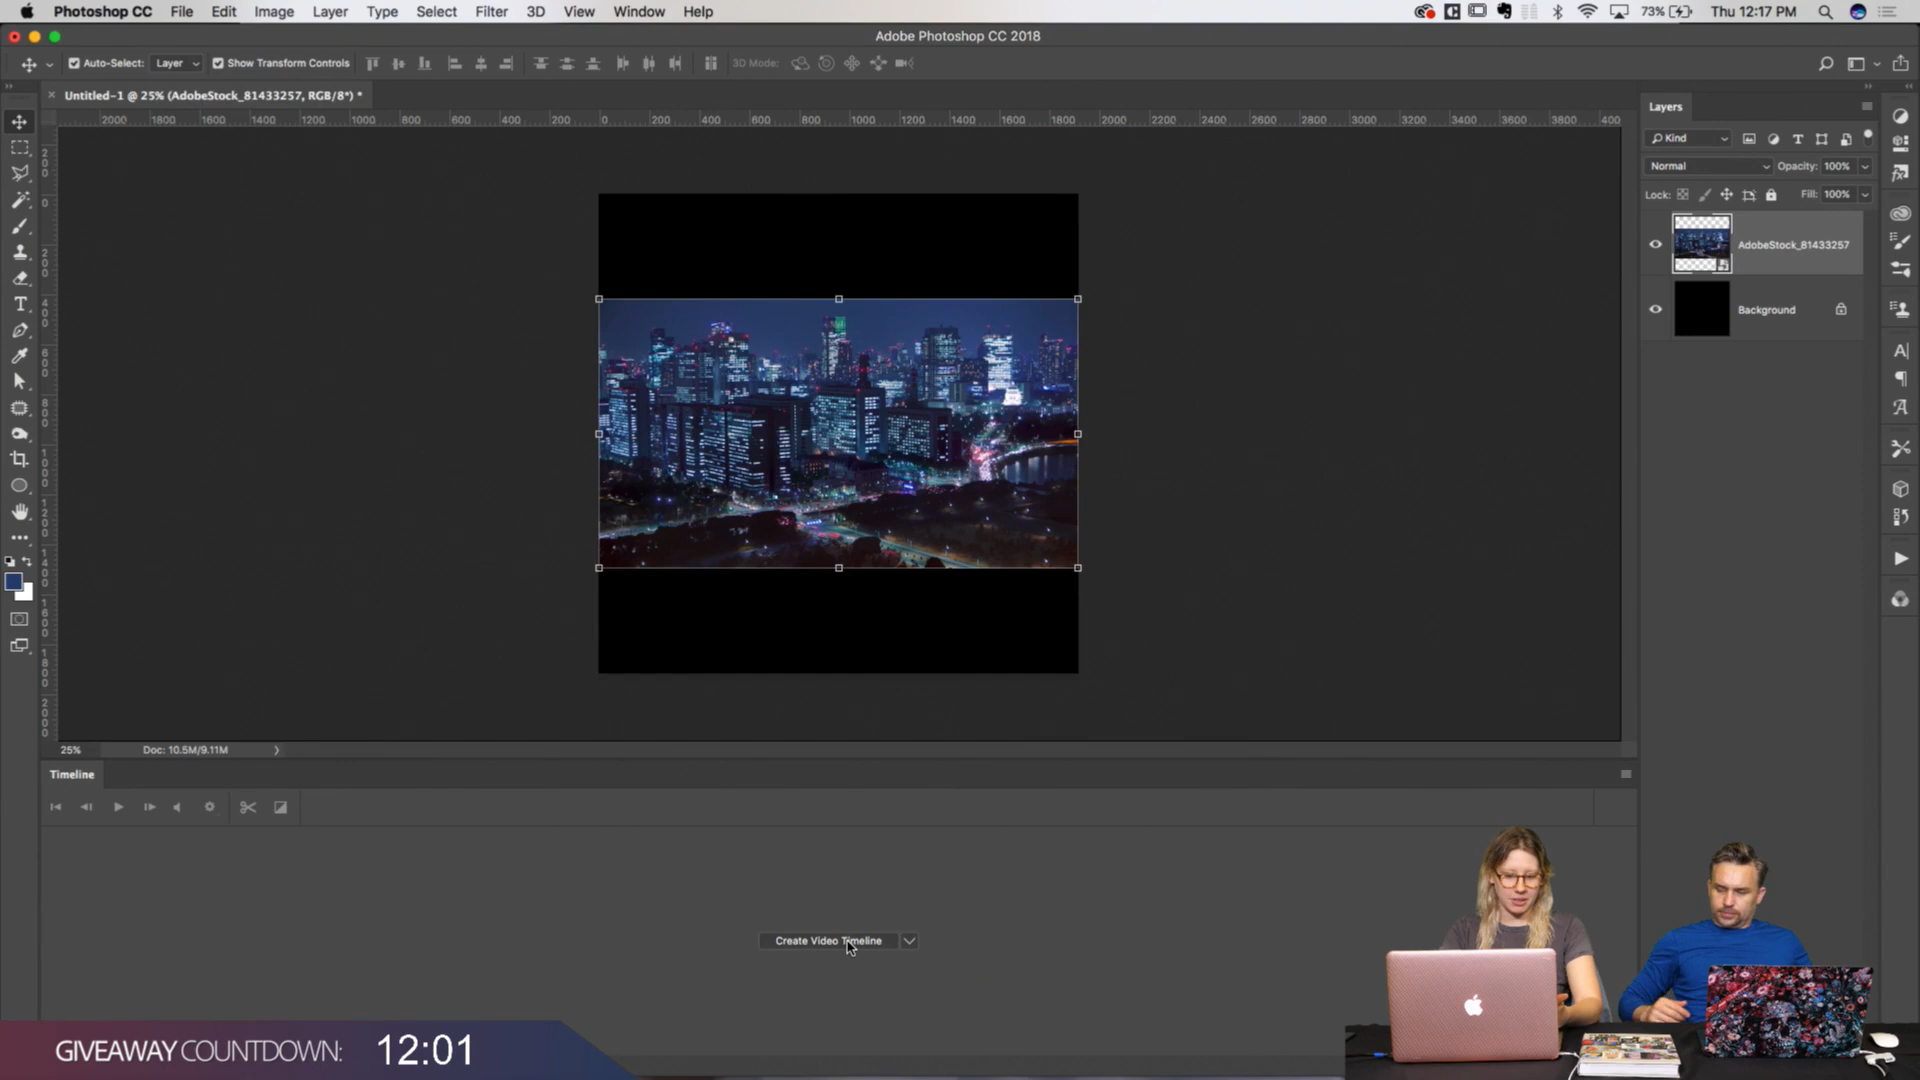 Photoshop CC File Edit Image Layer Type Select Filter 3D View Window Help 73% Thu 12:17 PM
Adobe Photoshop CC 2018
Auto-Select: Layer Show Transform Controls 3D Mode:
× Untitled-1 @ 25% (AdobeStock_81433257, RGB/8*) *
Layers
2000 1800 1600 1400 1200 1000 800 600 400 200 0 200 400 600 800 1000 1200 1400 1600 1800 2000 2200 2400 2600 2800 3000 3200 3400 3600 3800 400
Kind
Normal Opacity: 100%
Lock: Fill: 100%
AdobeStock_81433257
Background
25% Doc: 10.5M/9.11M
Timeline
Create Video Timeline
GIVEAWAY COUNTDOWN: 12:01